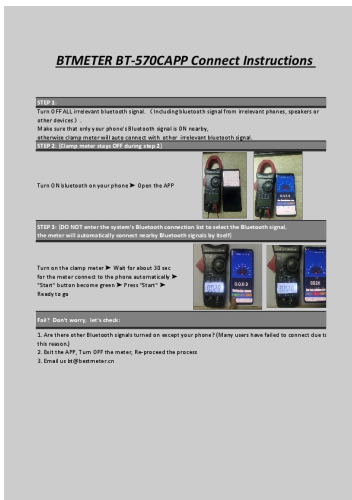 BTMETER BT-570CAPP Connect Instructions
STEP 1:
Turn OFF ALL irrelevant bluetooth signal. （Including bluetooth signal from irrelevant phones, speakers or
other devices）.
Make sure that only your phone's Bluetooth signal is ON nearby,
otherwise clamp meter will auto connect with other irrelevant bluetooth signal.
STEP 2: [Clamp meter stays OFF during step 2]
Turn ON bluetooth on your phone ➤ Open the APP
STEP 3: [DO NOT enter the system's Bluetooth connection list to select the Bluetooth signal,
the meter will automatically connect nearby Bluetooth signals by itself]
Turn on the clamp meter ➤ Wait for about 30 sec
for the meter connect to the phone automatically ➤
"Start" button become green ➤ Press "Start" ➤
Ready to go
Fail? Don't worry, let's check:
1. Are there other Bluetooth signals turned on except your phone? (Many users have failed to connect due to
this reason.)
2. Exit the APP, Turn OFF the meter, Re-proceed the process
3. Email us bt@bestmeter.cn